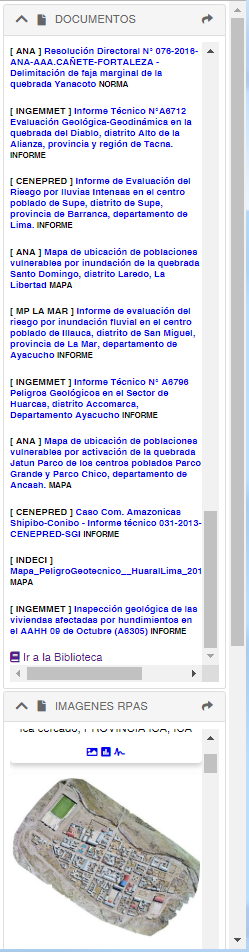 DOCUMENTOS
[ ANA ] Resolución Directoral N° 076-2016-
ANA-AAA.CAÑETE-FORTALEZA -
Delimitación de faja marginal de la
quebrada Yanacoto NORMA
[ INGEMMET ] Informe Técnico N°A6712
Evaluación Geológica-Geodinámica en la
quebrada del Diablo, distrito Alto de la
Alianza, provincia y región de Tacna.
INFORME
[ CENEPRED ] Informe de Evaluación del
Riesgo por lluvias Intensas en el centro
poblado de Supe, distrito de Supe,
provincia de Barranca, departamento de
Lima. INFORME
[ ANA ] Mapa de ubicación de poblaciones
vulnerables por inundación de la quebrada
Santo Domingo, distrito Laredo, La
Libertad MAPA
[ MP LA MAR ] Informe de evaluación del
riesgo por inundación fluvial en el centro
poblado de Illauca, distrito de San Miguel,
provincia de La Mar, departamento de
Ayacucho INFORME
[ INGEMMET ] Informe Técnico N° A6796
Peligros Geológicos en el Sector de
Huarcas, distrito Accomarca,
Departamento Ayacucho INFORME
[ ANA ] Mapa de ubicación de poblaciones
vulnerables por activación de la quebrada
Jatun Parco de los centros poblados Parco
Grande y Parco Chico, departamento de
Ancash. MAPA
[ CENEPRED ] Caso Com. Amazonicas
Shipibo-Conibo - Informe técnico 031-2013-
CENEPRED-SGI INFORME
[ INDECI ]
Mapa_PeligroGeotecnico__HuaralLima_201
MAPA
[ INGEMMET ] Inspección geológica de las
viviendas afectadas por hundimientos en
el AAHH 09 de Octubre (A6305) INFORME
Ir a la Biblioteca
IMAGENES RPAS
Ica cercado, PROVINCIA ICA, ICA